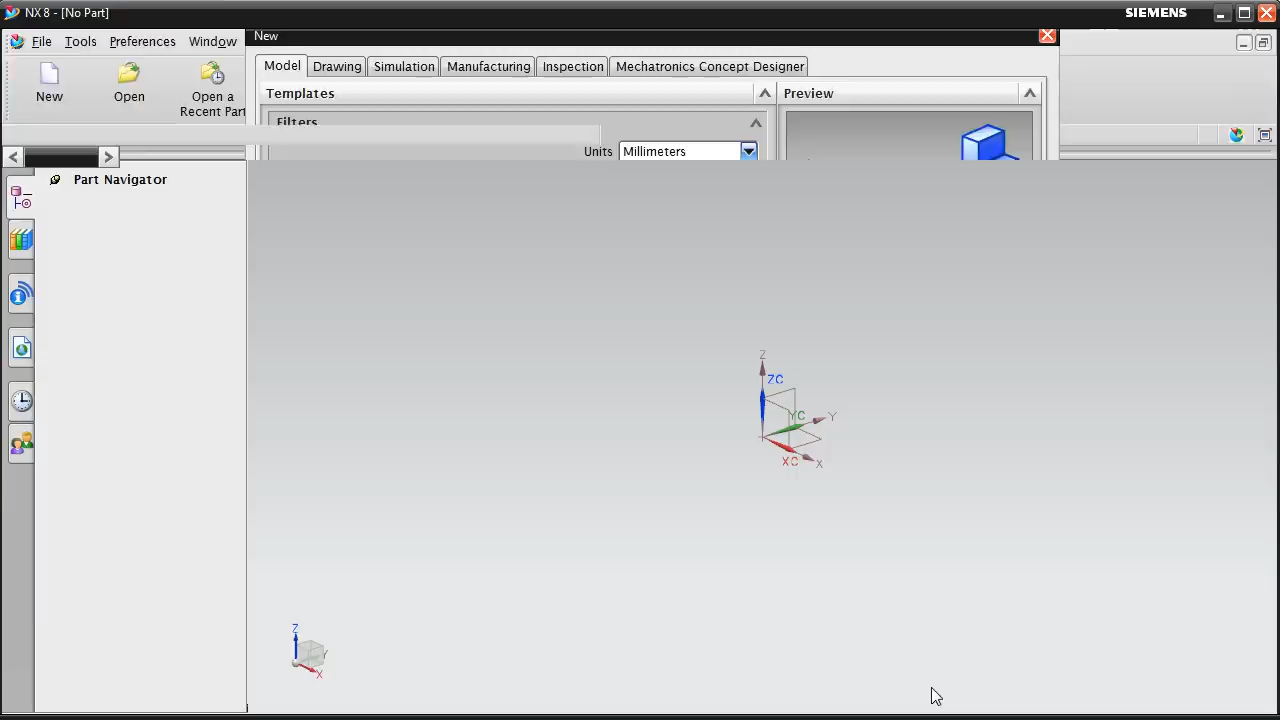 NX 8 - [No Part]
SIEMENS
File Tools Preferences Window
New
Model Drawing Simulation Manufacturing Inspection Mechatronics Concept Designer
New Open Open a
Recent Part
Templates
Preview
Filters
Units Millimeters
Part Navigator
Z
ZC
YC Y
XC X
Z
Y
X